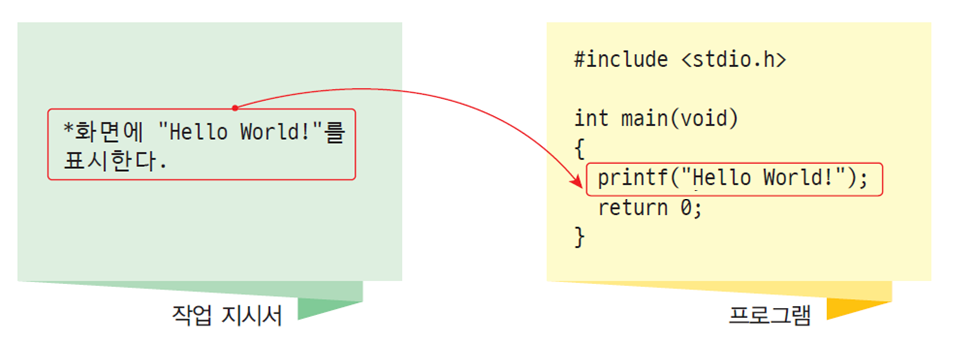 *화면에 "Hello World!"를
표시한다.
작업 지시서
#include <stdio.h>
int main(void)
{
printf("Hello World!");
return 0;
}
프로그램